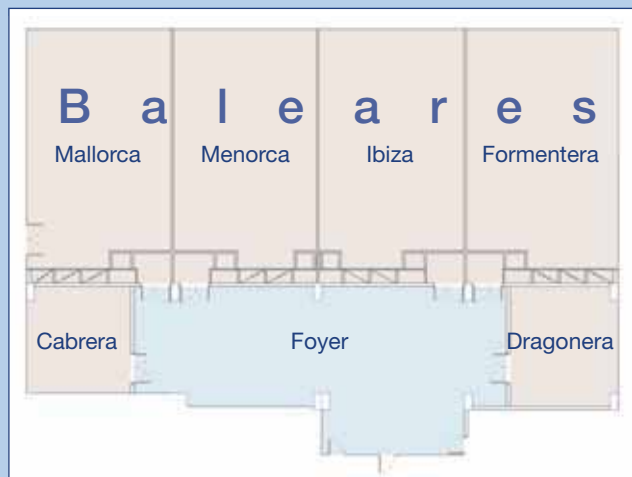 B a l e a r e s
Mallorca Menorca Ibiza Formentera
Cabrera Foyer Dragonera